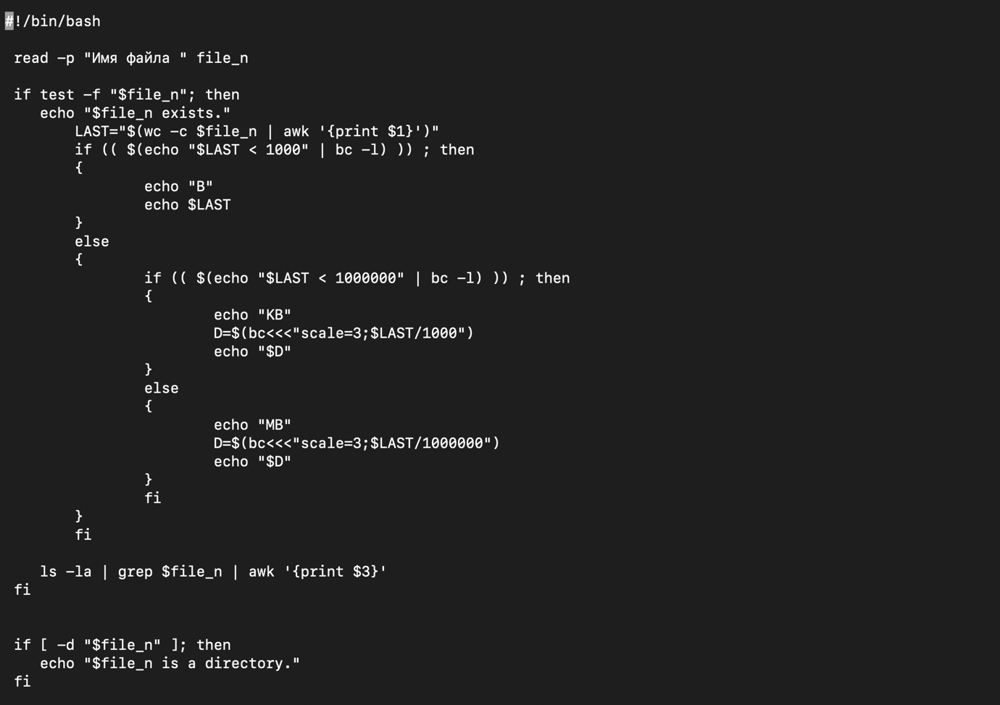 #!/bin/bash
read -p "Имя файла " file_n
if test -f "$file_n"; then
echo "$file_n exists."
LAST="$(wc -c $file_n | awk '{print $1}')"
if (( $(echo "$LAST < 1000" | bc -l) )) ; then
{
echo "B"
echo $LAST
}
else
{
if (( $(echo "$LAST < 1000000" | bc -l) )) ; then
{
echo "KB"
D=$(bc<<<"scale=3;$LAST/1000")
echo "$D"
}
else
{
echo "MB"
D=$(bc<<<"scale=3;$LAST/1000000")
echo "$D"
}
fi
}
fi
ls -la | grep $file_n | awk '{print $3}'
fi
if [ -d "$file_n" ]; then
echo "$file_n is a directory."
fi